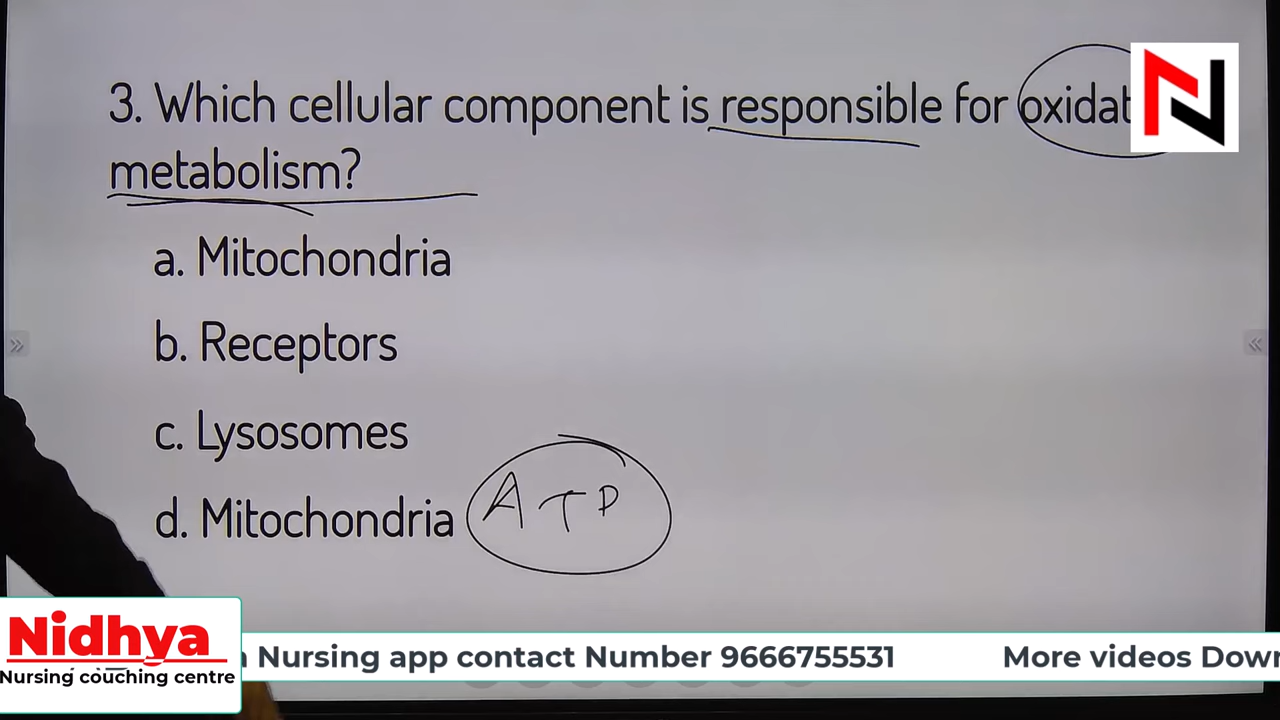 3. Which cellular component is responsible for oxidat
metabolism?
a. Mitochondria
b. Receptors
c. Lysosomes
d. Mitochondria ATP
Nidhya
Nursing couching centre
Nursing app contact Number 9666755531 More videos Down